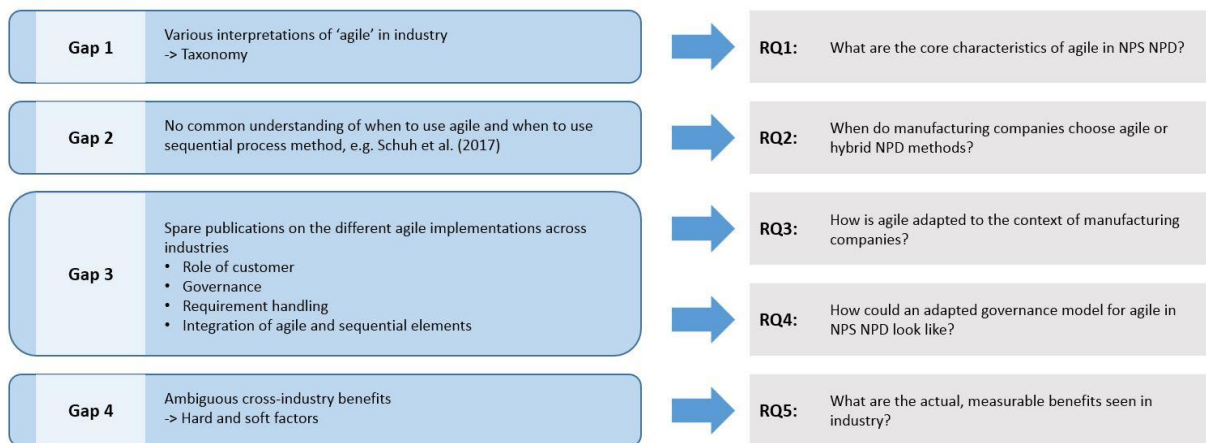 Gap 1
Various interpretations of ‘agile’ in industry
-> Taxonomy
RQ1:
What are the core characteristics of agile in NPS NPD?
Gap 2
No common understanding of when to use agile and when to use
sequential process method, e.g. Schuh et al. (2017)
RQ2:
When do manufacturing companies choose agile or
hybrid NPD methods?
Gap 3
Spare publications on the different agile implementations across
industries
• Role of customer
• Governance
• Requirement handling
• Integration of agile and sequential elements
RQ3:
How is agile adapted to the context of manufacturing
companies?
RQ4:
How could an adapted governance model for agile in
NPS NPD look like?
Gap 4
Ambiguous cross-industry benefits
-> Hard and soft factors
RQ5:
What are the actual, measurable benefits seen in
industry?